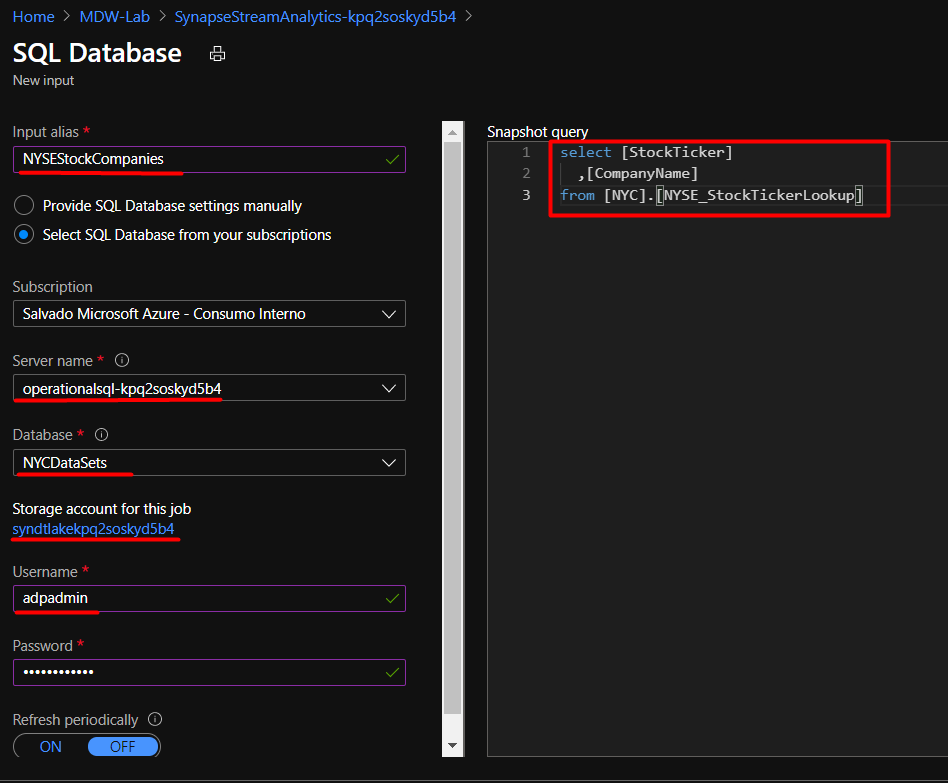 Home > MDW-Lab > SynapseStreamAnalytics-kpq2soskyd5b4 >
SQL Database
New input
Input alias *
NYSEStockCompanies
Provide SQL Database settings manually
Select SQL Database from your subscriptions
Subscription
Salvado Microsoft Azure - Consumo Interno
Server name *
operationalsql-kpq2soskyd5b4
Database *
NYCDataSets
Storage account for this job
syndtlakekpq2soskyd5b4
Username *
adpadmin
Password *
••••••••••••
Refresh periodically
ON OFF
Snapshot query
1 select [StockTicker]
2 ,[CompanyName]
3 from [NYC].[NYSE_StockTickerLookup]